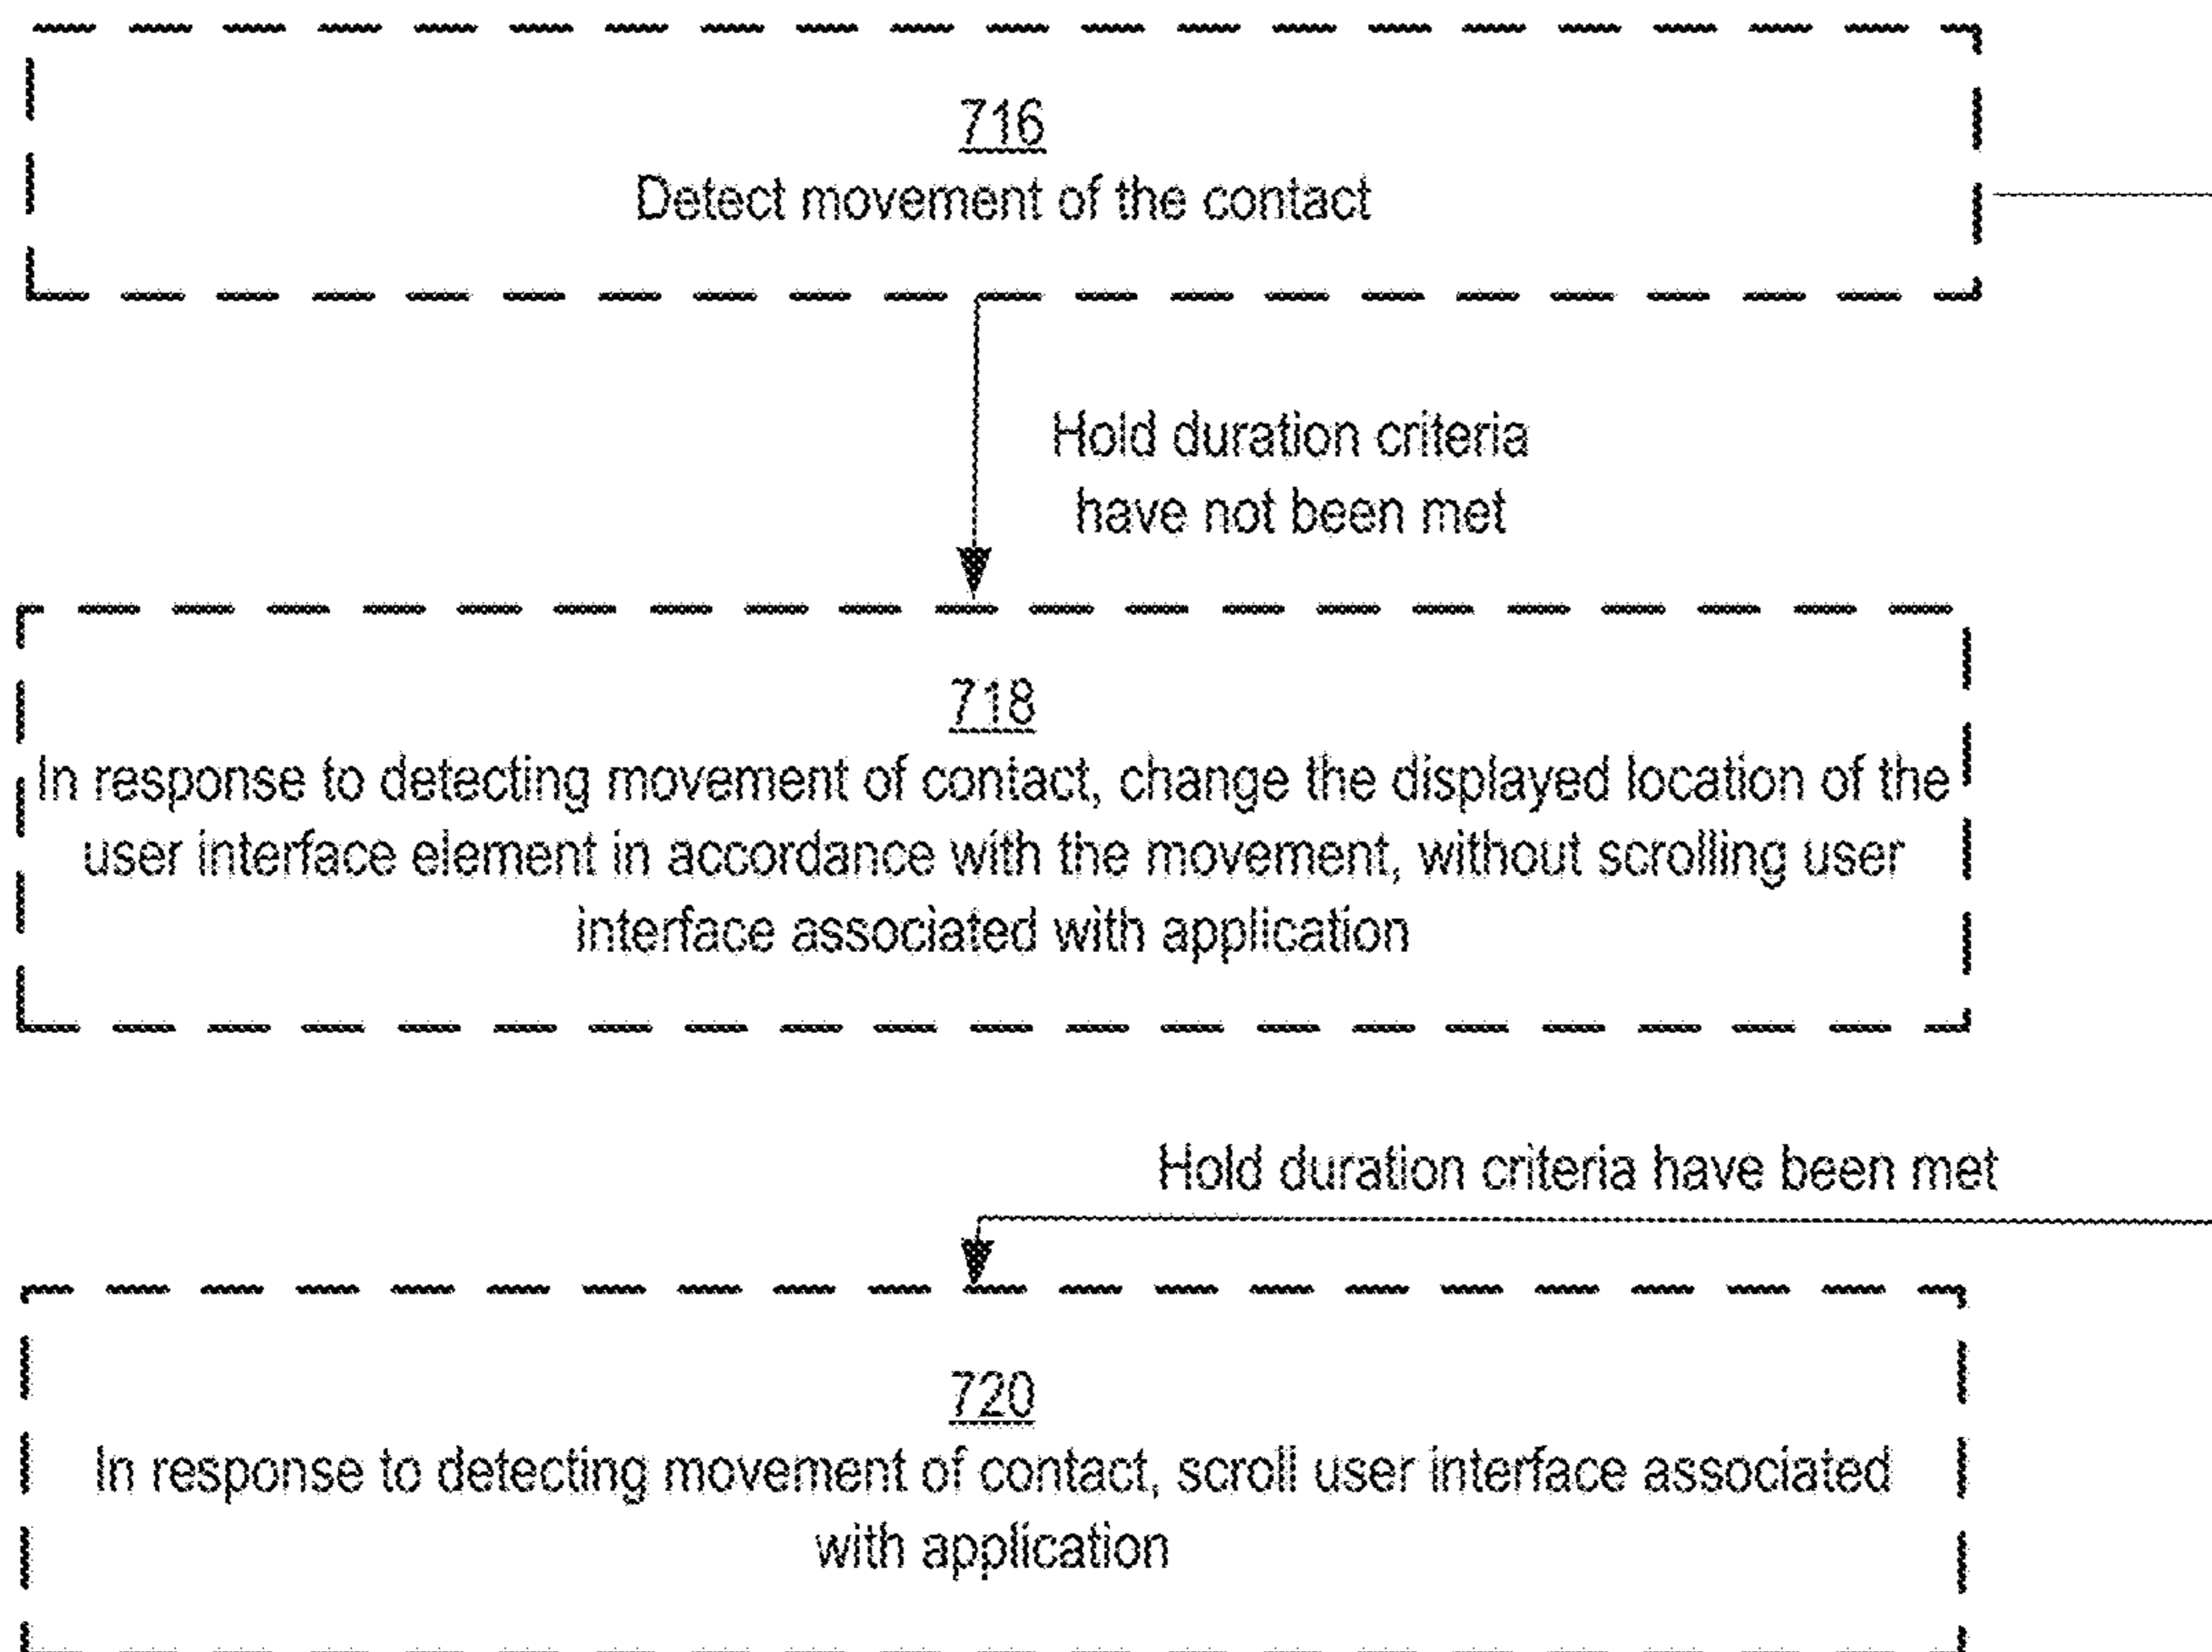 716
Detect movement of the contact
Hold duration criteria
have not been met
718
In response to detecting movement of contact, change the displayed location of the
user interface element in accordance with the movement, without scrolling user
interface associated with application
Hold duration criteria have been met
720
In response to detecting movement of contact, scroll user interface associated
with application